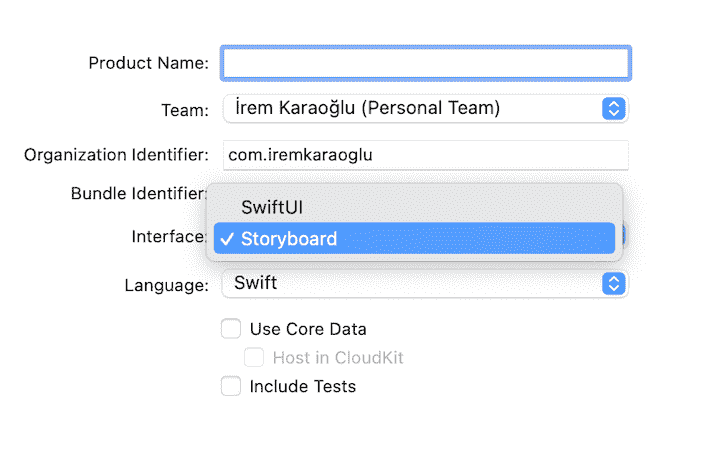 Product Name:
Team: İrem Karaoğlu (Personal Team)
Organization Identifier: com.iremkaraoglu
Bundle Identifier:
SwiftUI
Interface: ✓ Storyboard
Language: Swift
Use Core Data
Host in CloudKit
Include Tests